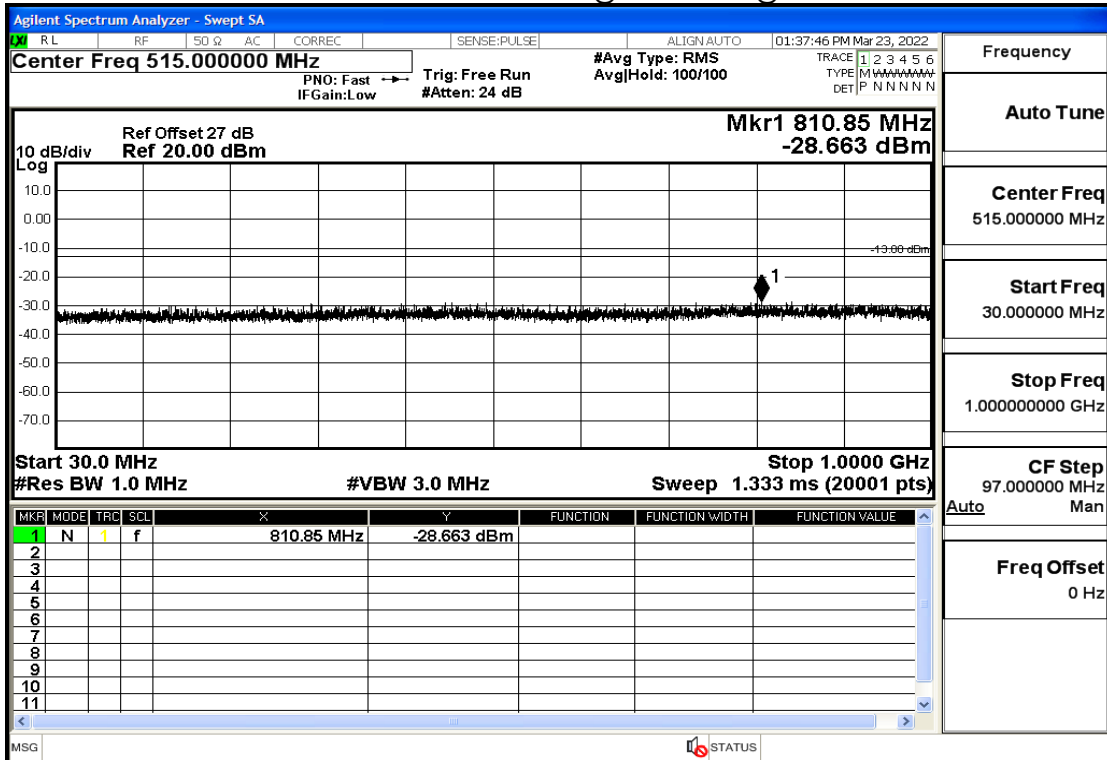 Agilent Spectrum Analyzer - Swept SA
LXI RL RF 50 Ω AC CORREC SENSE:PULSE ALIGN AUTO 01:37:46 PM Mar 23, 2022
Center Freq 515.000000 MHz
PNO: Fast
IFGain:Low
Trig: Free Run
#Atten: 24 dB
#Avg Type: RMS
Avg|Hold: 100/100
TRACE 1 2 3 4 5 6
TYPE M WWWWW
DET P N N N N N
Ref Offset 27 dB
10 dB/div Ref 20.00 dBm
Log
Mkr1 810.85 MHz
-28.663 dBm
10.0
0.00
-10.0
-13.00 dBm
-20.0
1
-30.0
-40.0
-50.0
-60.0
-70.0
Start 30.0 MHz Stop 1.0000 GHz
#Res BW 1.0 MHz #VBW 3.0 MHz Sweep 1.333 ms (20001 pts)
MKR MODE TRC SCL X Y FUNCTION FUNCTION WIDTH FUNCTION VALUE
1 N 1 f 810.85 MHz -28.663 dBm
2
3
4
5
6
7
8
9
10
11
MSG STATUS
Frequency
Auto Tune
Center Freq
515.000000 MHz
Start Freq
30.000000 MHz
Stop Freq
1.000000000 GHz
CF Step
97.000000 MHz
Auto Man
Freq Offset
0 Hz